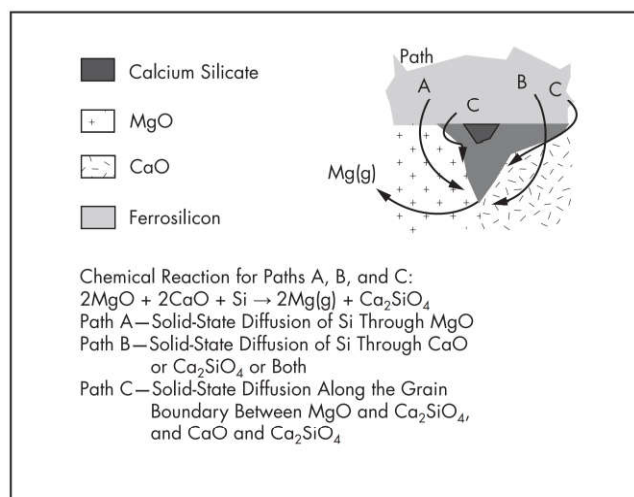 Calcium Silicate
MgO
CaO
Ferrosilicon
Path
A
C
B
C
Mg(g)
Chemical Reaction for Paths A, B, and C:
2MgO + 2CaO + Si → 2Mg(g) + Ca₂SiO₄
Path A—Solid-State Diffusion of Si Through MgO
Path B—Solid-State Diffusion of Si Through CaO
or Ca₂SiO₄ or Both
Path C—Solid-State Diffusion Along the Grain
Boundary Between MgO and Ca₂SiO₄,
and CaO and Ca₂SiO₄